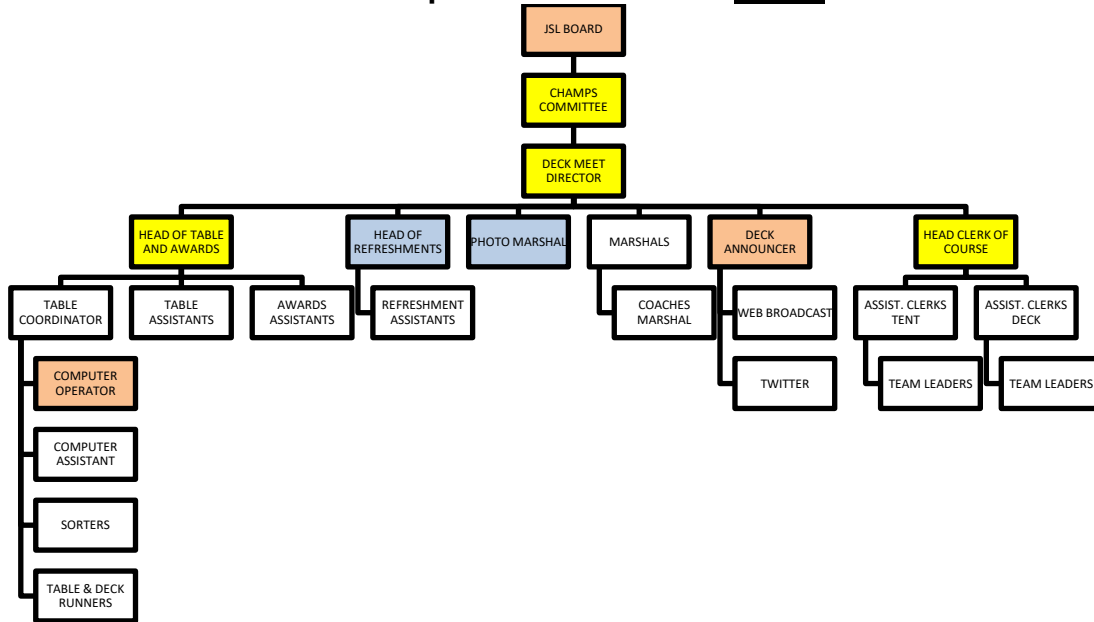 JSL BOARD
CHAMPS
COMMITTEE
DECK MEET
DIRECTOR
HEAD OF TABLE
AND AWARDS
HEAD OF
REFRESHMENTS
PHOTO MARSHAL
MARSHALS
DECK
ANNOUNCER
HEAD CLERK OF
COURSE
TABLE
COORDINATOR
TABLE
ASSISTANTS
AWARDS
ASSISTANTS
REFRESHMENT
ASSISTANTS
COACHES
MARSHAL
WEB BROADCAST
ASSIST. CLERKS
TENT
ASSIST. CLERKS
DECK
COMPUTER
OPERATOR
TWITTER
TEAM LEADERS
TEAM LEADERS
COMPUTER
ASSISTANT
SORTERS
TABLE & DECK
RUNNERS